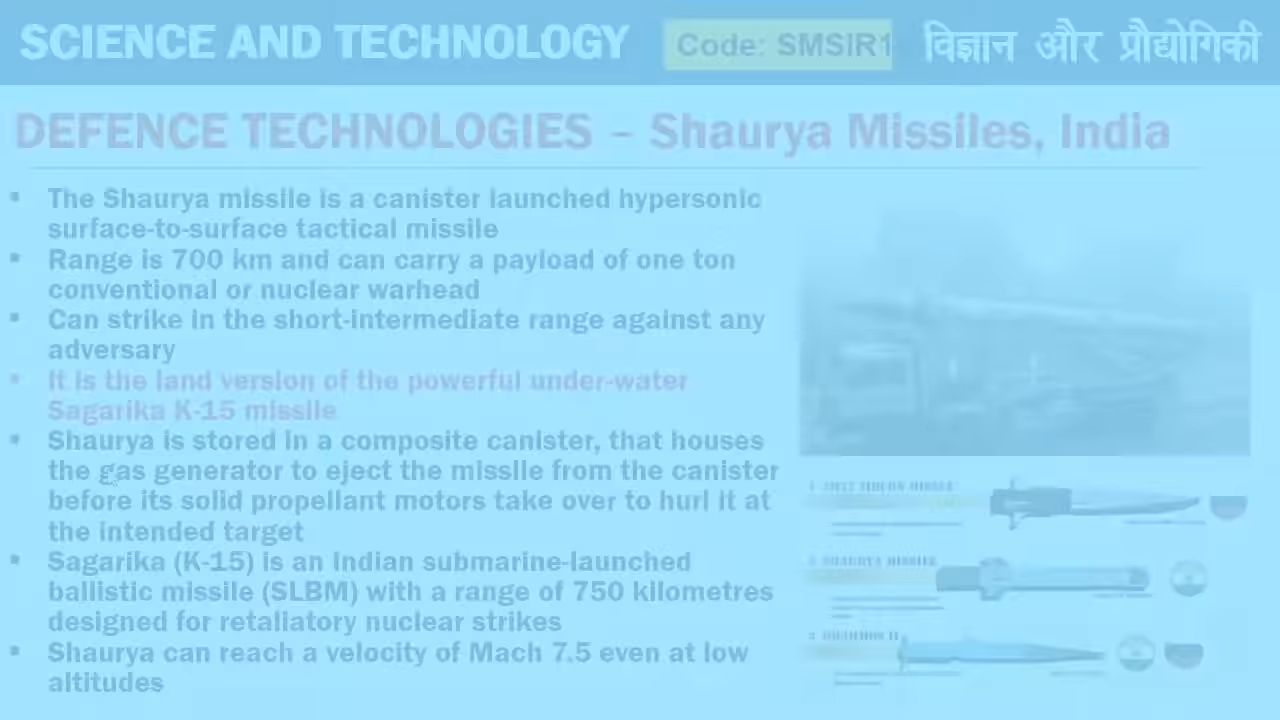 SCIENCE AND TECHNOLOGY
Code: SMSIR1
विज्ञान और प्रौद्योगिकी
DEFENCE TECHNOLOGIES – Shaurya Missiles, India
▪ The Shaurya missile is a canister launched hypersonic
surface-to-surface tactical missile
▪ Range is 700 km and can carry a payload of one ton
conventional or nuclear warhead
▪ Can strike in the short-intermediate range against any
adversary
▪ It is the land version of the powerful under-water
Sagarika K-15 missile
▪ Shaurya is stored in a composite canister, that houses
the gas generator to eject the missile from the canister
before its solid propellant motors take over to hurl it at
the intended target
▪ Sagarika (K-15) is an Indian submarine-launched
ballistic missile (SLBM) with a range of 750 kilometres
designed for retaliatory nuclear strikes
▪ Shaurya can reach a velocity of Mach 7.5 even at low
altitudes
MISSLE
SHAURYA MISSILE